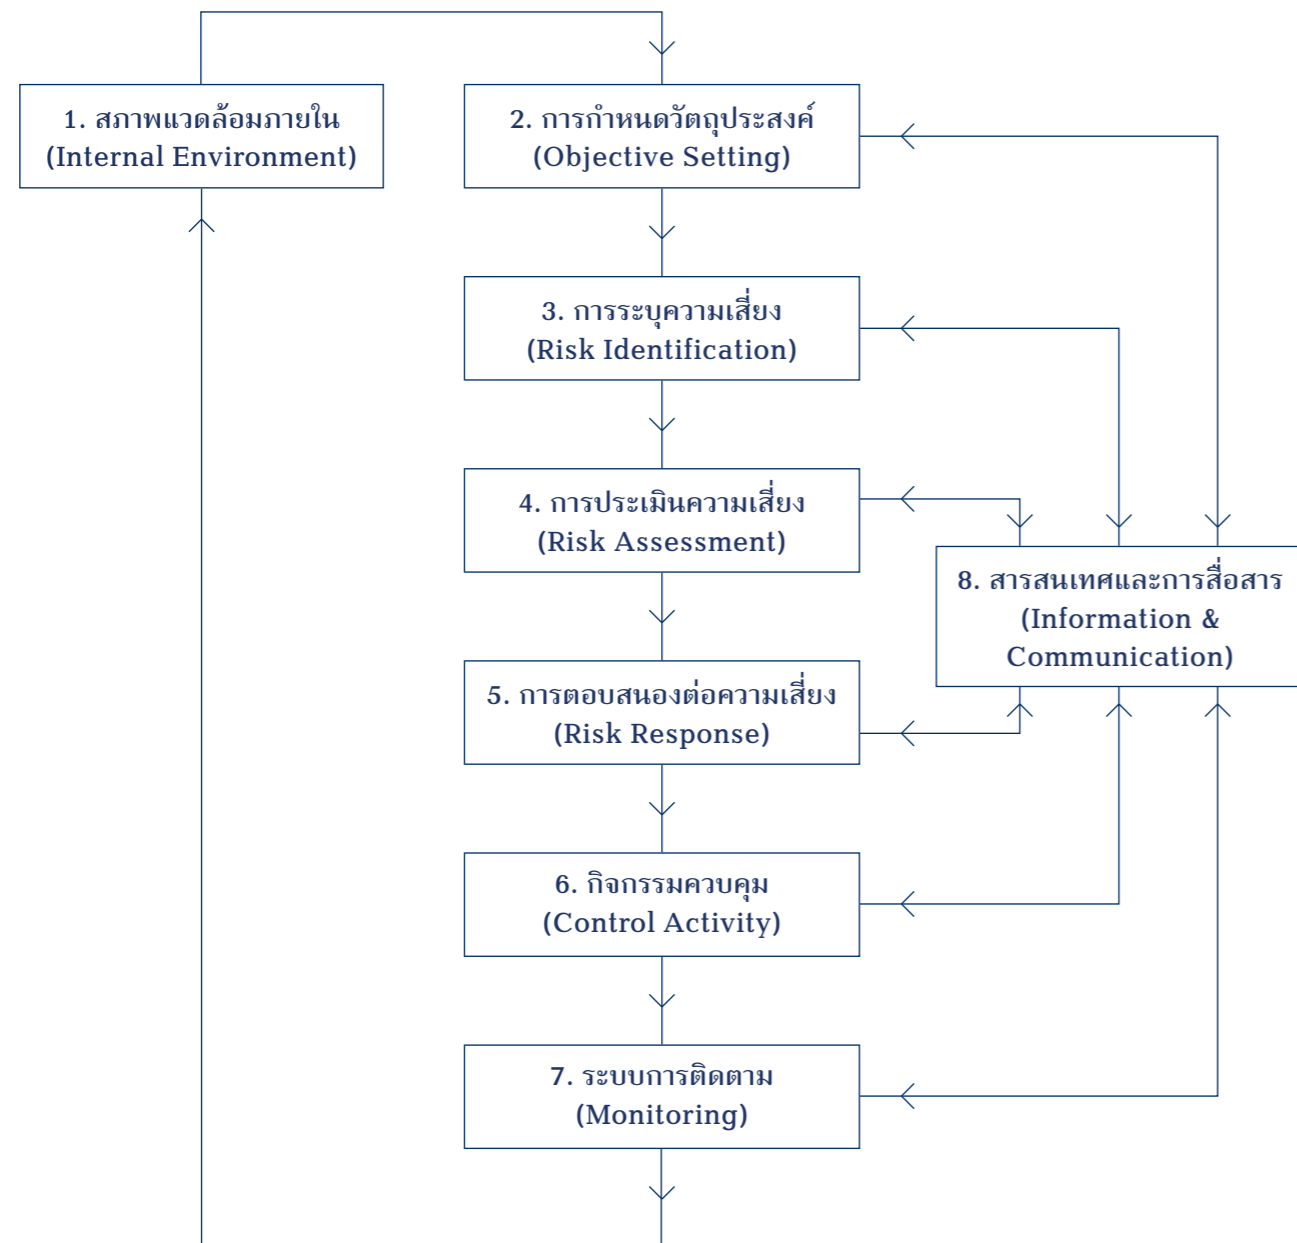 1. สภาพแวดล้อมภายใน
(Internal Environment)
2. การกำหนดวัตถุประสงค์
(Objective Setting)
3. การระบุความเสี่ยง
(Risk Identification)
4. การประเมินความเสี่ยง
(Risk Assessment)
8. สารสนเทศและการสื่อสาร
(Information &
Communication)
5. การตอบสนองต่อความเสี่ยง
(Risk Response)
6. กิจกรรมควบคุม
(Control Activity)
7. ระบบการติดตาม
(Monitoring)